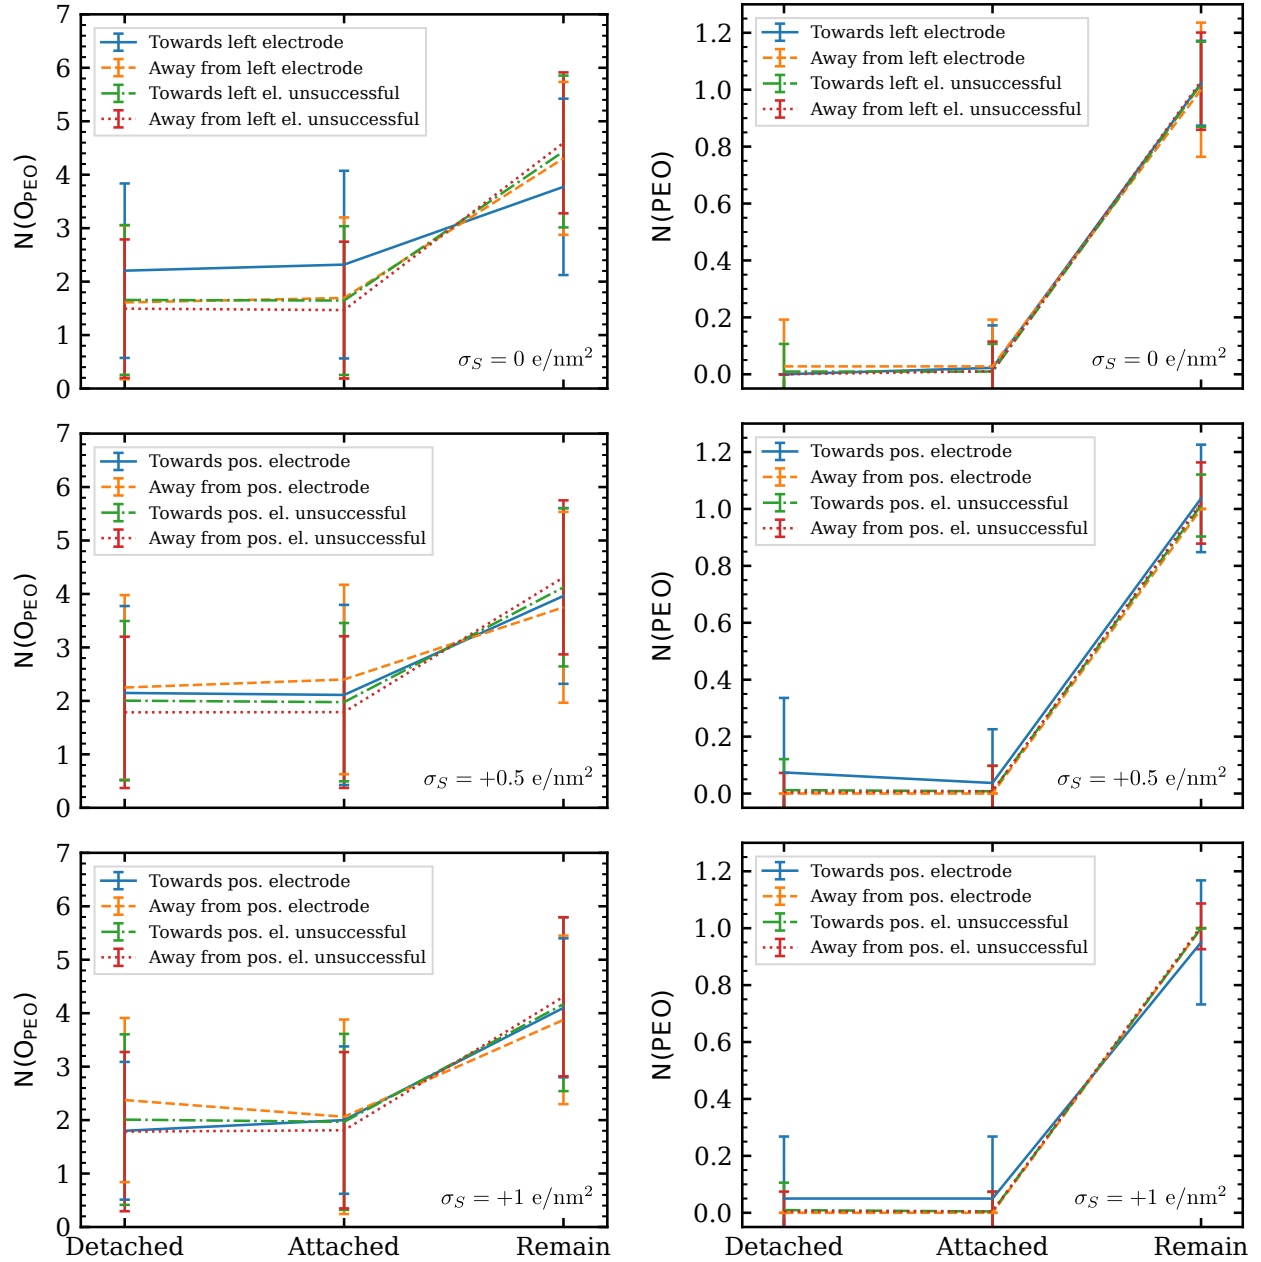 7
6
5
4
3
2
1
0
N(O_PEO)
Towards left electrode
Away from left electrode
Towards left el. unsuccessful
Away from left el. unsuccessful
σ_S = 0 e/nm²
1.2
1.0
0.8
0.6
0.4
0.2
0.0
N(PEO)
Towards left electrode
Away from left electrode
Towards left el. unsuccessful
Away from left el. unsuccessful
σ_S = 0 e/nm²
7
6
5
4
3
2
1
0
N(O_PEO)
Towards pos. electrode
Away from pos. electrode
Towards pos. el. unsuccessful
Away from pos. el. unsuccessful
σ_S = +0.5 e/nm²
1.2
1.0
0.8
0.6
0.4
0.2
0.0
N(PEO)
Towards pos. electrode
Away from pos. electrode
Towards pos. el. unsuccessful
Away from pos. el. unsuccessful
σ_S = +0.5 e/nm²
7
6
5
4
3
2
1
0
N(O_PEO)
Towards pos. electrode
Away from pos. electrode
Towards pos. el. unsuccessful
Away from pos. el. unsuccessful
σ_S = +1 e/nm²
Detached Attached Remain
1.2
1.0
0.8
0.6
0.4
0.2
0.0
N(PEO)
Towards pos. electrode
Away from pos. electrode
Towards pos. el. unsuccessful
Away from pos. el. unsuccessful
σ_S = +1 e/nm²
Detached Attached Remain